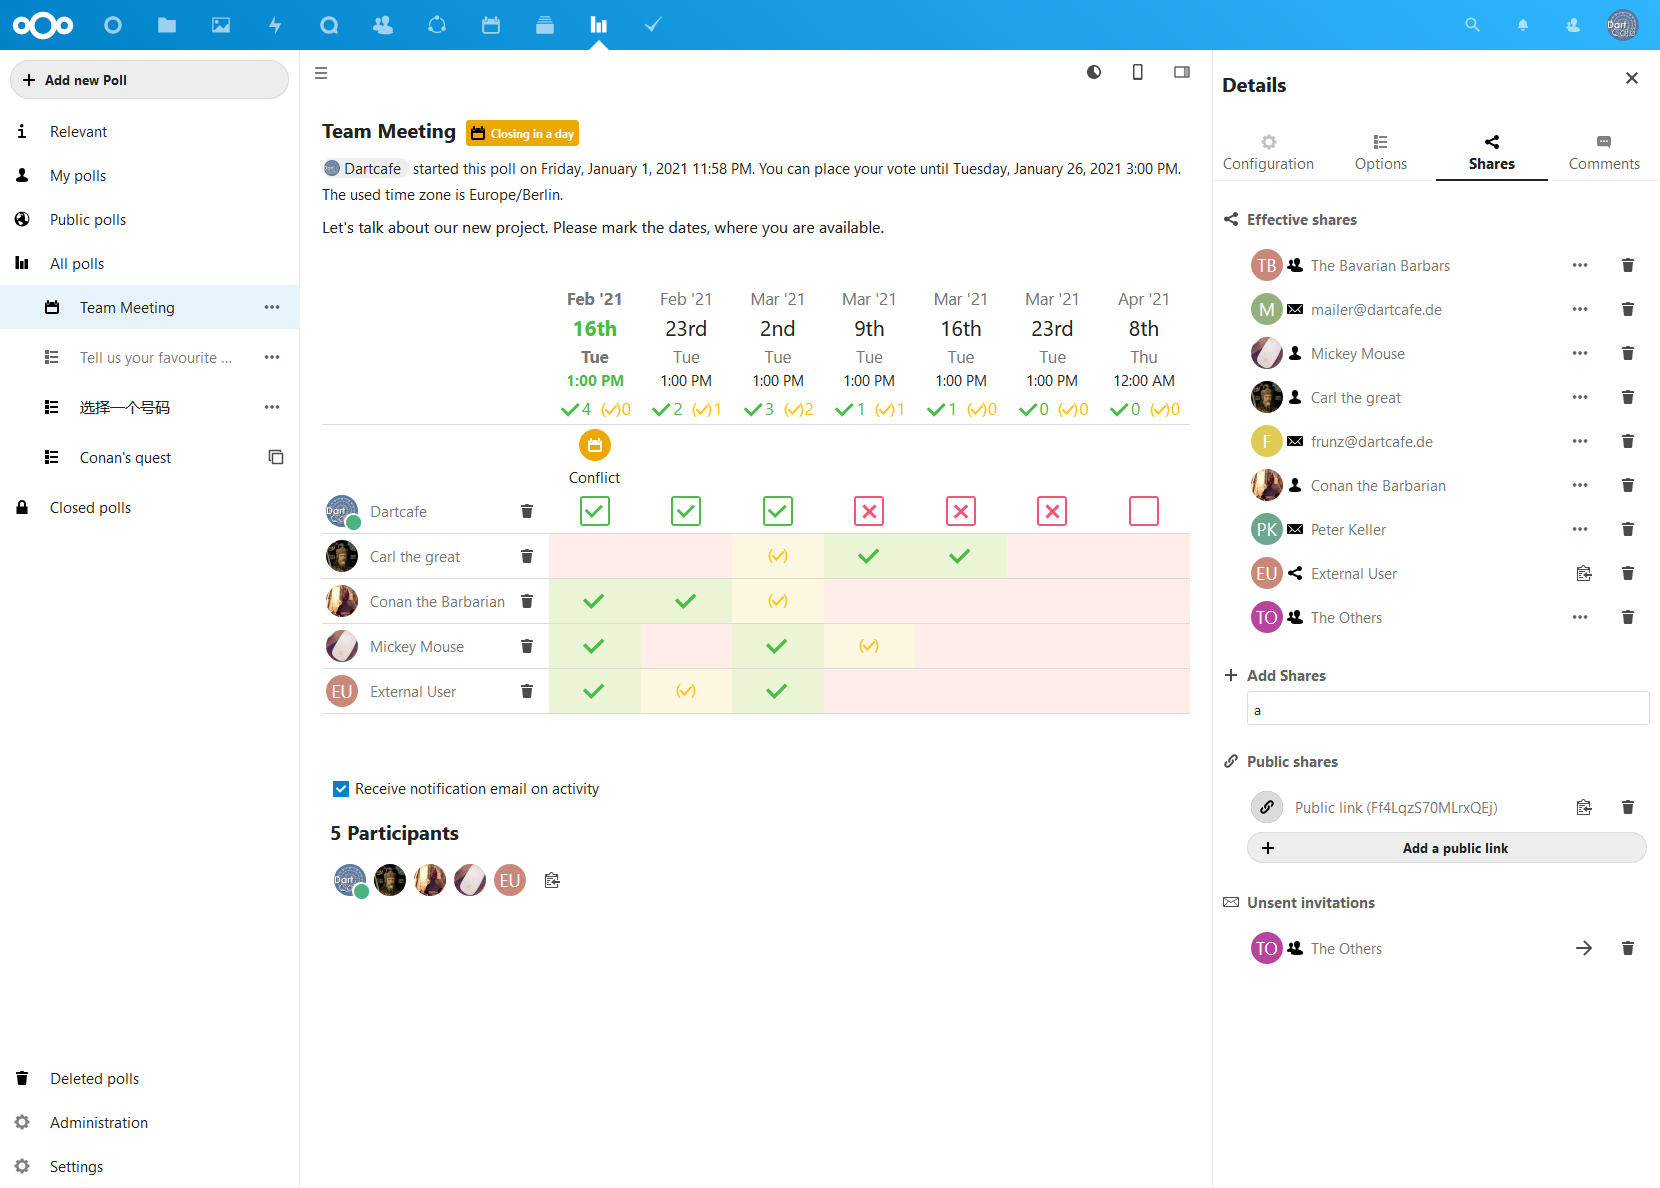 Add new Poll
Relevant
My polls
Public polls
All polls
Team Meeting
Tell us your favourite ...
选择一个号码
Conan's quest
Closed polls
Deleted polls
Administration
Settings
Team Meeting Closing in a day
Dartcafe started this poll on Friday, January 1, 2021 11:58 PM. You can place your vote until Tuesday, January 26, 2021 3:00 PM.
The used time zone is Europe/Berlin.
Let's talk about our new project. Please mark the dates, where you are available.
Feb '21 Feb '21 Mar '21 Mar '21 Mar '21 Mar '21 Apr '21
16th 23rd 2nd 9th 16th 23rd 8th
Tue Tue Tue Tue Tue Tue Thu
1:00 PM 1:00 PM 1:00 PM 1:00 PM 1:00 PM 1:00 PM 12:00 AM
4 0 2 1 3 2 1 1 1 0 0 0 0 0
Conflict
Dartcafe
Carl the great
Conan the Barbarian
Mickey Mouse
EU External User
Receive notification email on activity
5 Participants
EU
Details
Configuration Options Shares Comments
Effective shares
TB The Bavarian Barbars
M mailer@dartcafe.de
Mickey Mouse
Carl the great
F frunz@dartcafe.de
Conan the Barbarian
PK Peter Keller
EU External User
TO The Others
Add Shares
a
Public shares
Public link (Ff4LqzS70MLrxQEj)
Add a public link
Unsent invitations
TO The Others